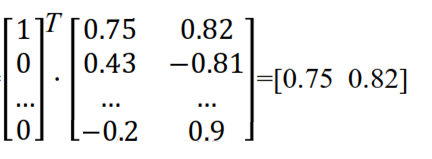 [1 0 ... 0]^T · [0.75 0.82
0.43 −0.81
... ...
−0.2 0.9] =[0.75 0.82]